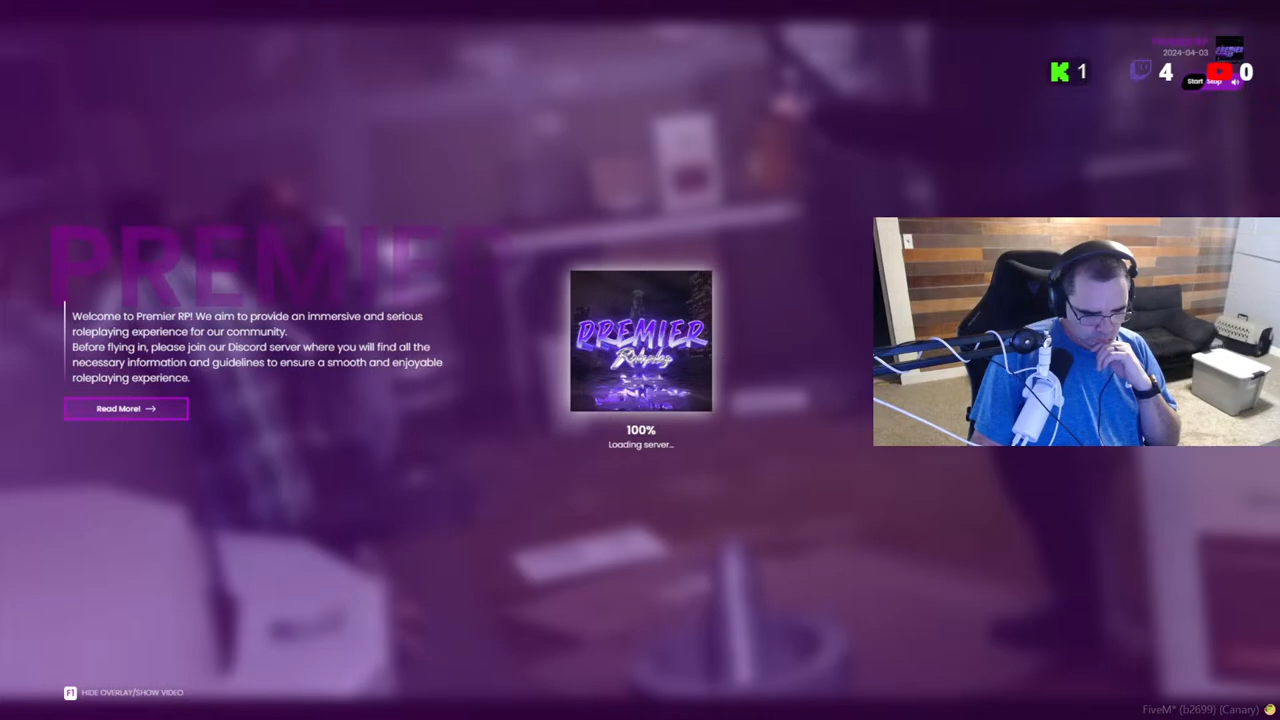 2024-04-03
1
4
0
Start Stop
PREMIER
Welcome to Premier RP! We aim to provide an immersive and serious
roleplaying experience for our community.
Before flying in, please join our Discord server where you will find all the
necessary information and guidelines to ensure a smooth and enjoyable
roleplaying experience.
Read More!
PREMIER
Roleplay
100%
Loading server...
F1 HIDE OVERLAY/SHOW VIDEO
FiveM* (b2699) (Canary)